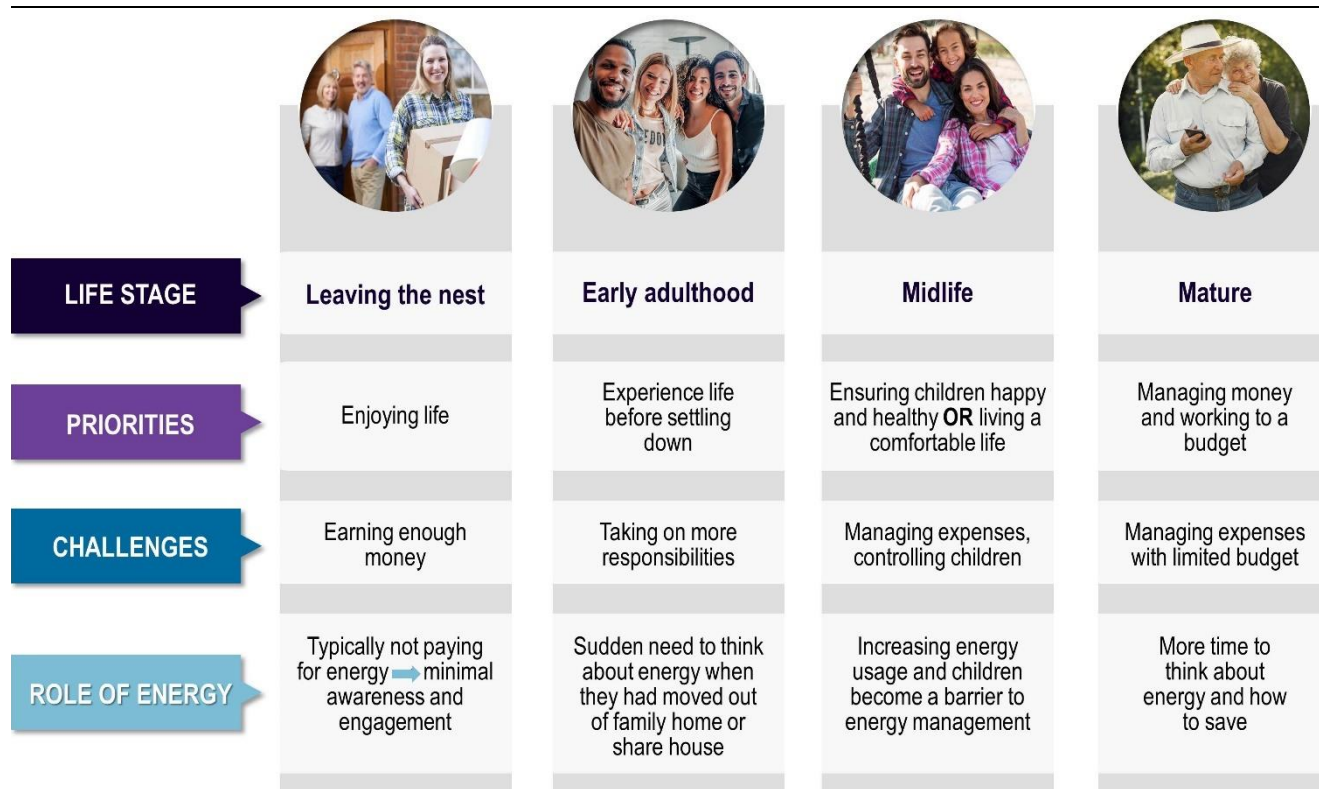 LIFE STAGE
Leaving the nest
Early adulthood
Midlife
Mature
PRIORITIES
Enjoying life
Experience life
before settling
down
Ensuring children happy
and healthy OR living a
comfortable life
Managing money
and working to a
budget
CHALLENGES
Earning enough
money
Taking on more
responsibilities
Managing expenses,
controlling children
Managing expenses
with limited budget
ROLE OF ENERGY
Typically not paying
for energy ➡ minimal
awareness and
engagement
Sudden need to think
about energy when
they had moved out
of family home or
share house
Increasing energy
usage and children
become a barrier to
energy management
More time to
think about
energy and how
to save